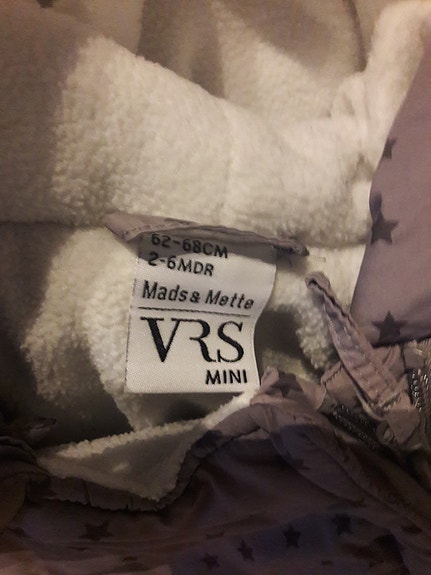 62-68CM
2-6MDR
Mads & Mette
VRS
MINI